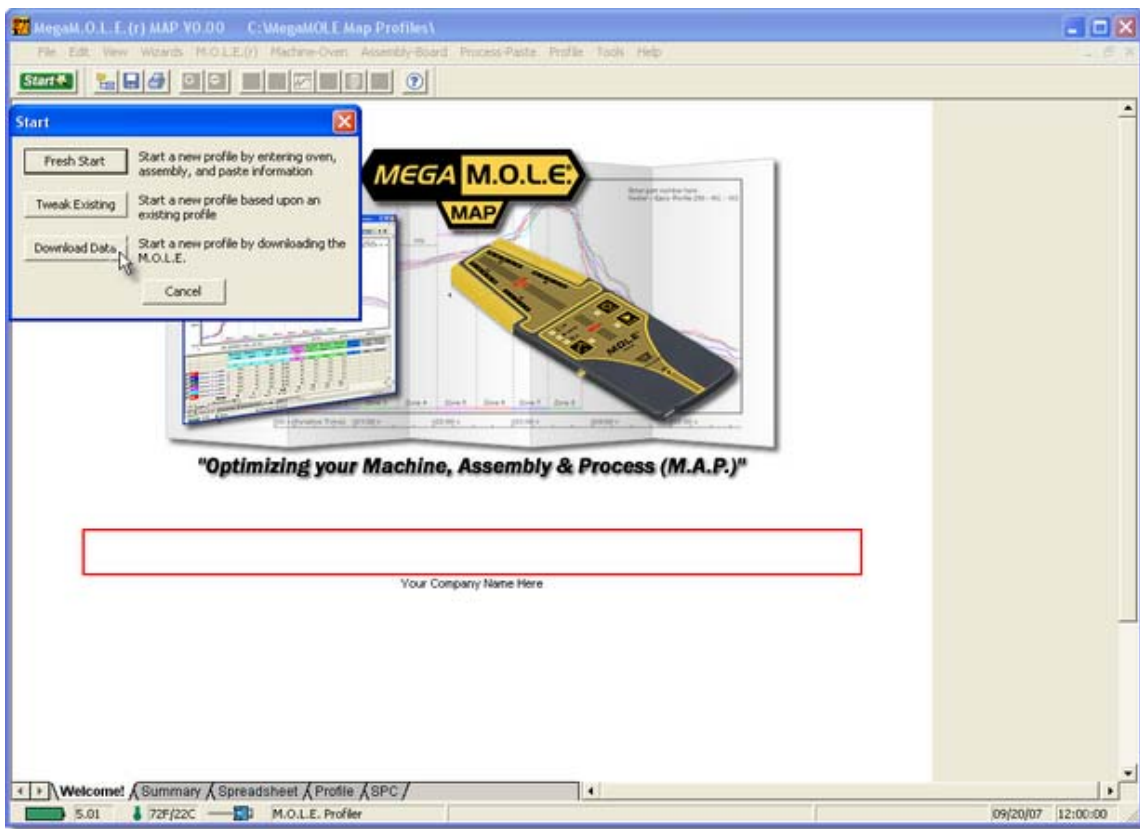 MegaM.O.L.E.(r) MAP V0.00 C:\MegaMOLE Map Profiles\
File Edit View Wizards M.O.L.E.(r) Machine-Oven Assembly-Board Process-Paste Profile Tools Help
Start
Start
Fresh Start Start a new profile by entering oven,
assembly, and paste information
Tweak Existing Start a new profile based upon an
existing profile
Download Data Start a new profile by downloading the
M.O.L.E.
Cancel
MEGA M.O.L.E.
MAP
MOLE
"Optimizing your Machine, Assembly & Process (M.A.P.)"
Your Company Name Here
Welcome! Summary Spreadsheet Profile SPC
5.01 72F/22C M.O.L.E. Profiler 09/20/07 12:00:00